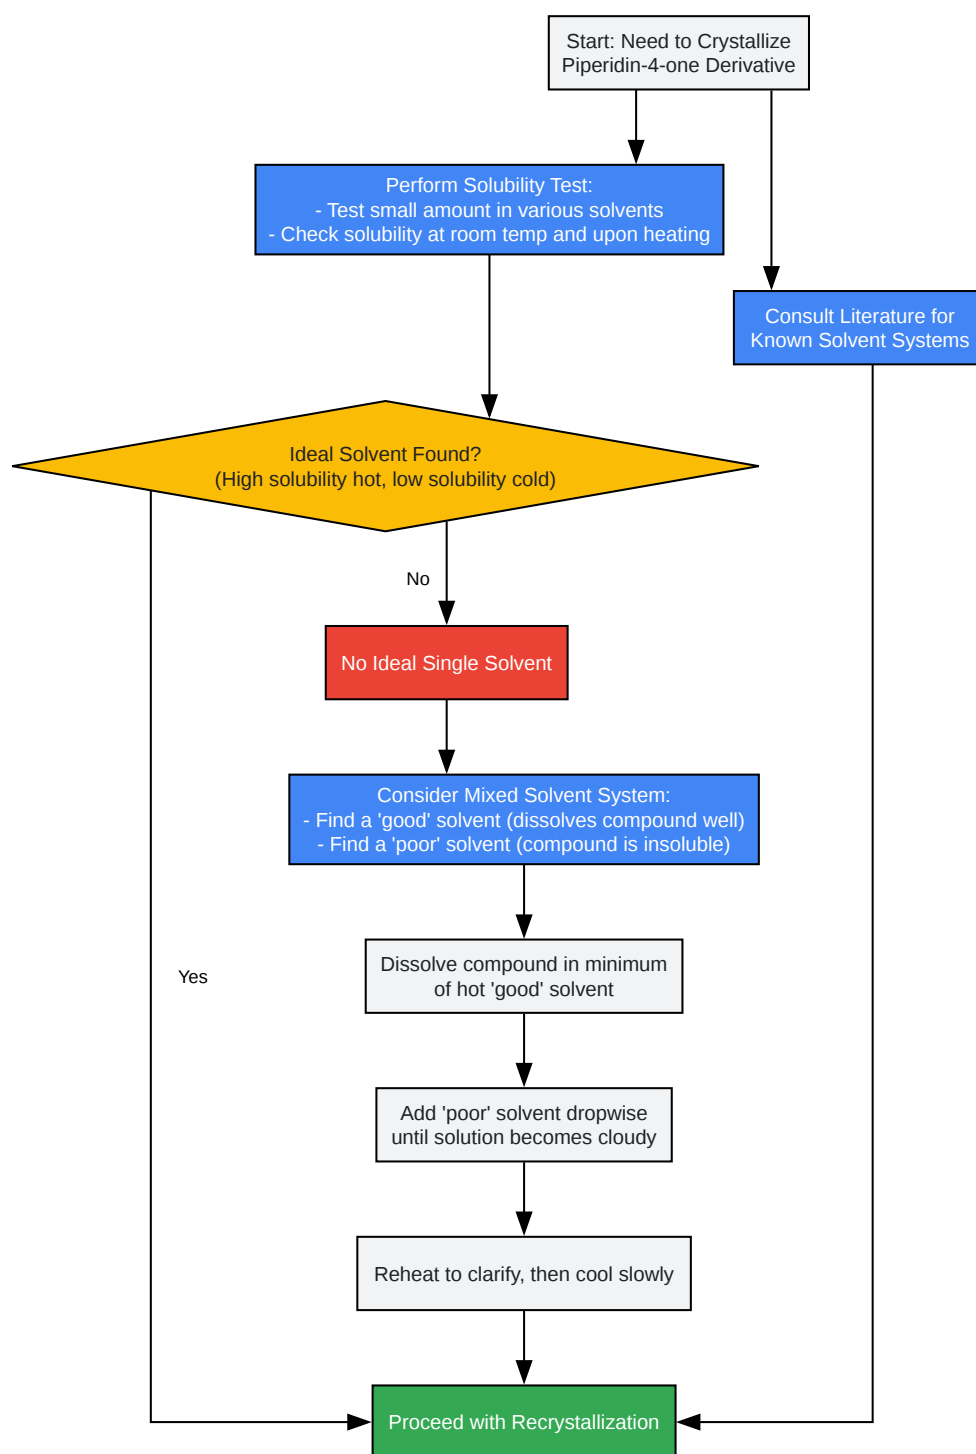 Start: Need to Crystallize
Piperidin-4-one Derivative
Perform Solubility Test:
- Test small amount in various solvents
- Check solubility at room temp and upon heating
Consult Literature for
Known Solvent Systems
Ideal Solvent Found?
(High solubility hot, low solubility cold)
No
No Ideal Single Solvent
Consider Mixed Solvent System:
- Find a 'good' solvent (dissolves compound well)
- Find a 'poor' solvent (compound is insoluble)
Dissolve compound in minimum
of hot 'good' solvent
Yes
Add 'poor' solvent dropwise
until solution becomes cloudy
Reheat to clarify, then cool slowly
Proceed with Recrystallization